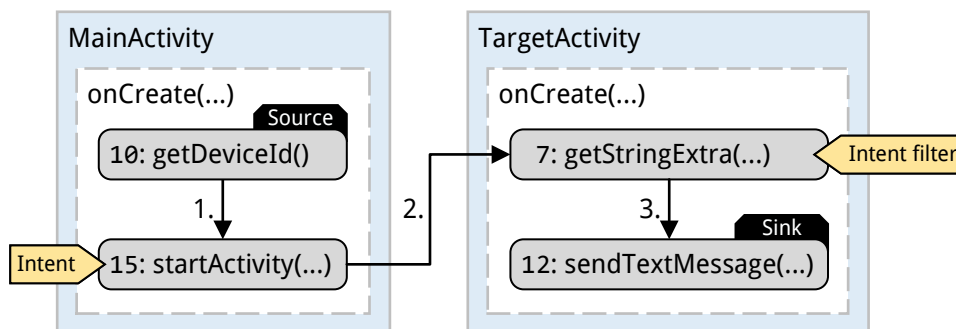 MainActivity
onCreate(...)
Source
10: getDeviceId()
1.
Intent
15: startActivity(...)
2.
TargetActivity
onCreate(...)
7: getStringExtra(...)
Intent filter
3.
Sink
12: sendTextMessage(...)